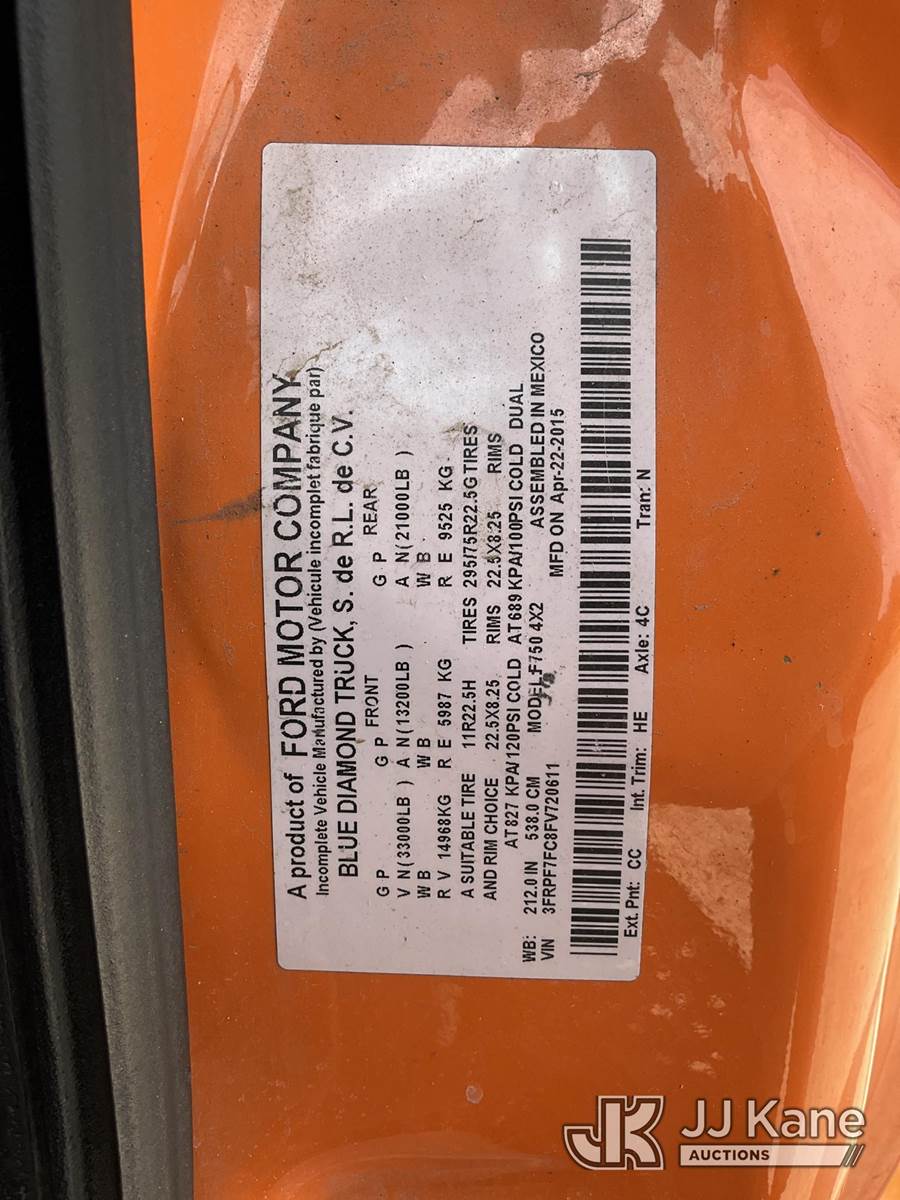 A product of FORD MOTOR COMPANY
Incomplete Vehicle Manufactured by (Vehicule incomplet fabrique par)
BLUE DIAMOND TRUCK, S. de R.L. de C.V.
FRONT REAR
G P G P G P
V N(33000LB ) A N(13200LB ) A N(21000LB )
W B W B W B
R V 14968KG R E 5987 KG R E 9525 KG
A SUITABLE TIRE 11R22.5H TIRES 295/75R22.5G TIRES
AND RIM CHOICE 22.5X8.25 RIMS 22.5X8.25 RIMS
AT 827 KPA/120PSI COLD AT 689 KPA/100PSI COLD DUAL
WB: 212.0 IN 538.0 CM MODEL F750 4X2 ASSEMBLED IN MEXICO
VIN 3FRPF7FC8FV720611 MFD ON Apr-22-2015
Ext. Pnt: CC Int. Trim: HE Axle: 4C Tran: N
JK JJ Kane
AUCTIONS